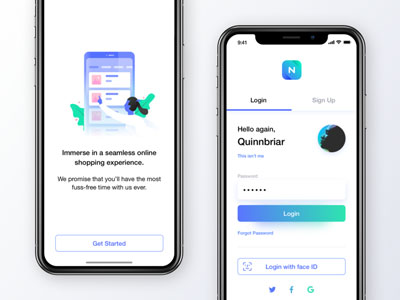 Immerse in a seamless online
shopping experience.
We promise that you'll have the most
fuss-free time with us ever.
Get Started
9:41
N
Login
Sign Up
Hello again,
Quinnbriar
This isn't me
Password
••••••
Login
Forgot Password
Login with face ID